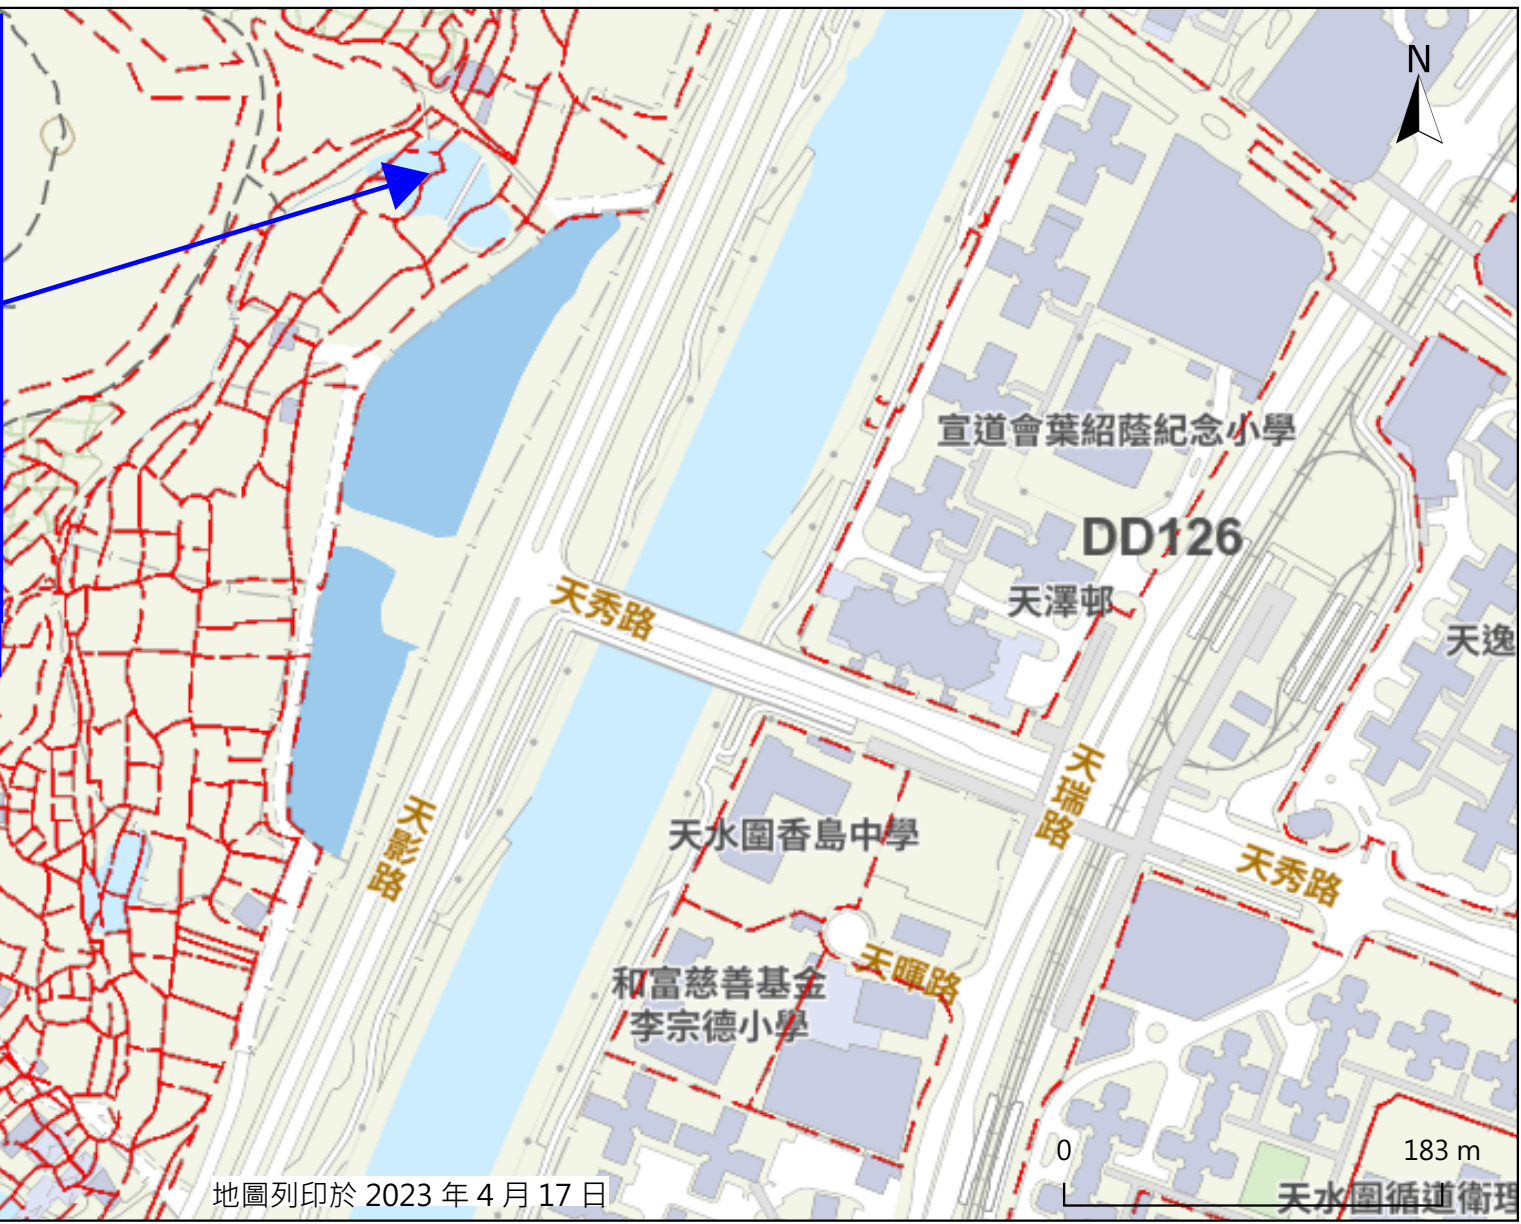 N
宣道會葉紹蔭紀念小學
DD126
天秀路
天澤邨
天逸
天瑞路
天影路
天水圍香島中學
天秀路
天暉路
和富慈善基金
李宗德小學
0
183 m
地圖列印於 2023 年 4 月 17 日
天水圍循道衛理